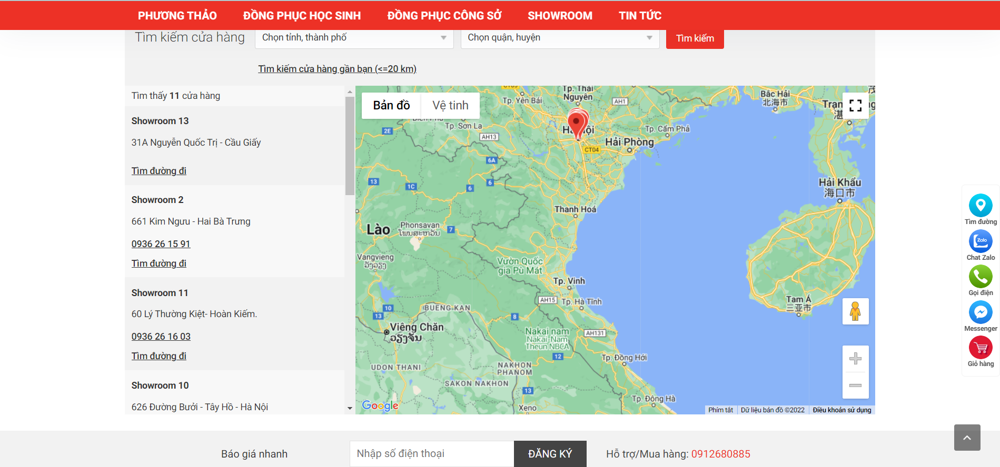 PHƯƠNG THẢO
ĐỒNG PHỤC HỌC SINH
ĐỒNG PHỤC CÔNG SỞ
SHOWROOM
TIN TỨC
Tìm kiếm cửa hàng
Chọn tỉnh, thành phố
Chọn quận, huyện
Tìm kiếm
Tìm kiếm cửa hàng gần bạn (<=20 km)
Tìm thấy 11 cửa hàng
Showroom 13
31A Nguyễn Quốc Trị - Cầu Giấy
Tìm đường đi
Showroom 2
661 Kim Ngưu - Hai Bà Trưng
0936 26 15 91
Tìm đường đi
Showroom 11
60 Lý Thường Kiệt- Hoàn Kiếm.
0936 26 16 03
Tìm đường đi
Showroom 10
626 Đường Bưởi - Tây Hồ - Hà Nội
Bản đồ
Vệ tinh
Tp. Yên Bái
Tp. Thái
Nguyên
AH1
Bắc Hải
北海市
Tp. Sơn La
2E
AH13
Hà Nội
Tp. Cẩm Phả
Hải Phòng
CT04
6A
13
1C
6
6
Hải Khẩu
海口市
Thanh Hoá
Lào
Phonsavan
ໂພນສະຫວັນ
7
Vangvieng
ວັງວຽງ
Vườn Quốc
gia Pù Mát
Tp. Vinh
AH15
Tp. Hà Tĩnh
Tam Á
三亚市
10
13
BUENG KAN
8
Viêng Chăn
ວຽງຈັນ
Nakai nam
Nakai-Nam
Theun NBCA
AH131
12
Tp. Đồng Hới
UDON THANI
NAKHON
PHANOM
SAKON NAKHON
13
Tp. Đông Hà
Xeno
Google
Phím tắt
Dữ liệu bản đồ ©2022
Điều khoản sử dụng
Tìm đường
Zalo
Chat Zalo
Gọi điện
Messenger
Giỏ hàng
Báo giá nhanh
Nhập số điện thoại
ĐĂNG KÝ
Hỗ trợ/Mua hàng: 0912680885